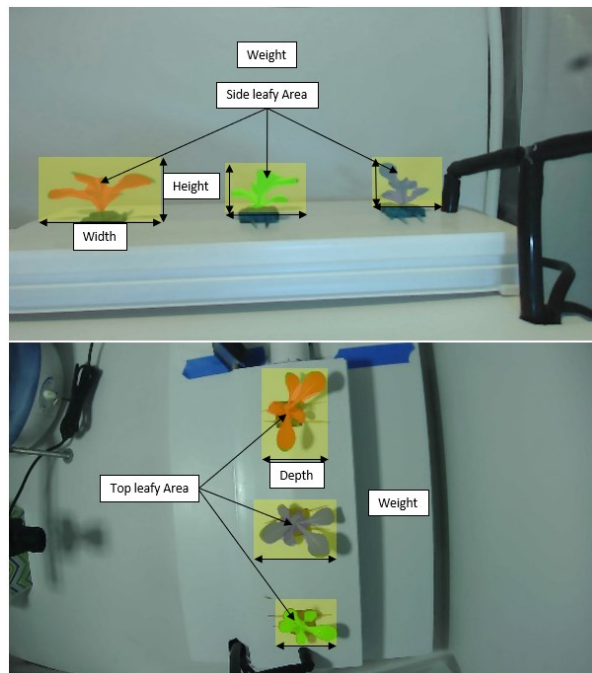 Weight
Side leafy Area
Height
Width
Depth
Top leafy Area
Weight